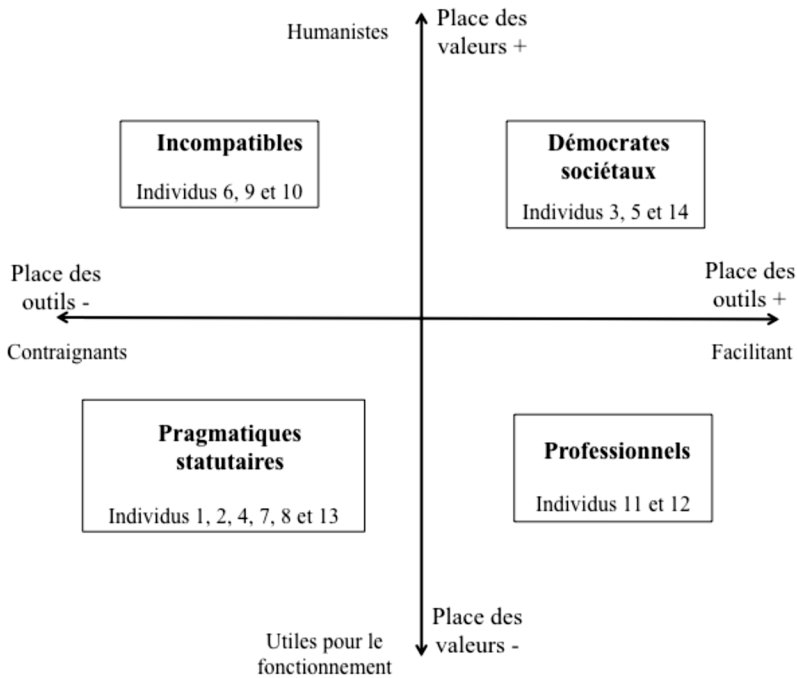 Humanistes
Place des
valeurs +
Incompatibles
Individus 6, 9 et 10
Démocrates
sociétaux
Individus 3, 5 et 14
Place des
outils -
Place des
outils +
Contraignants
Facilitant
Pragmatiques
statutaires
Individus 1, 2, 4, 7, 8 et 13
Professionnels
Individus 11 et 12
Utiles pour le
fonctionnement
Place des
valeurs -